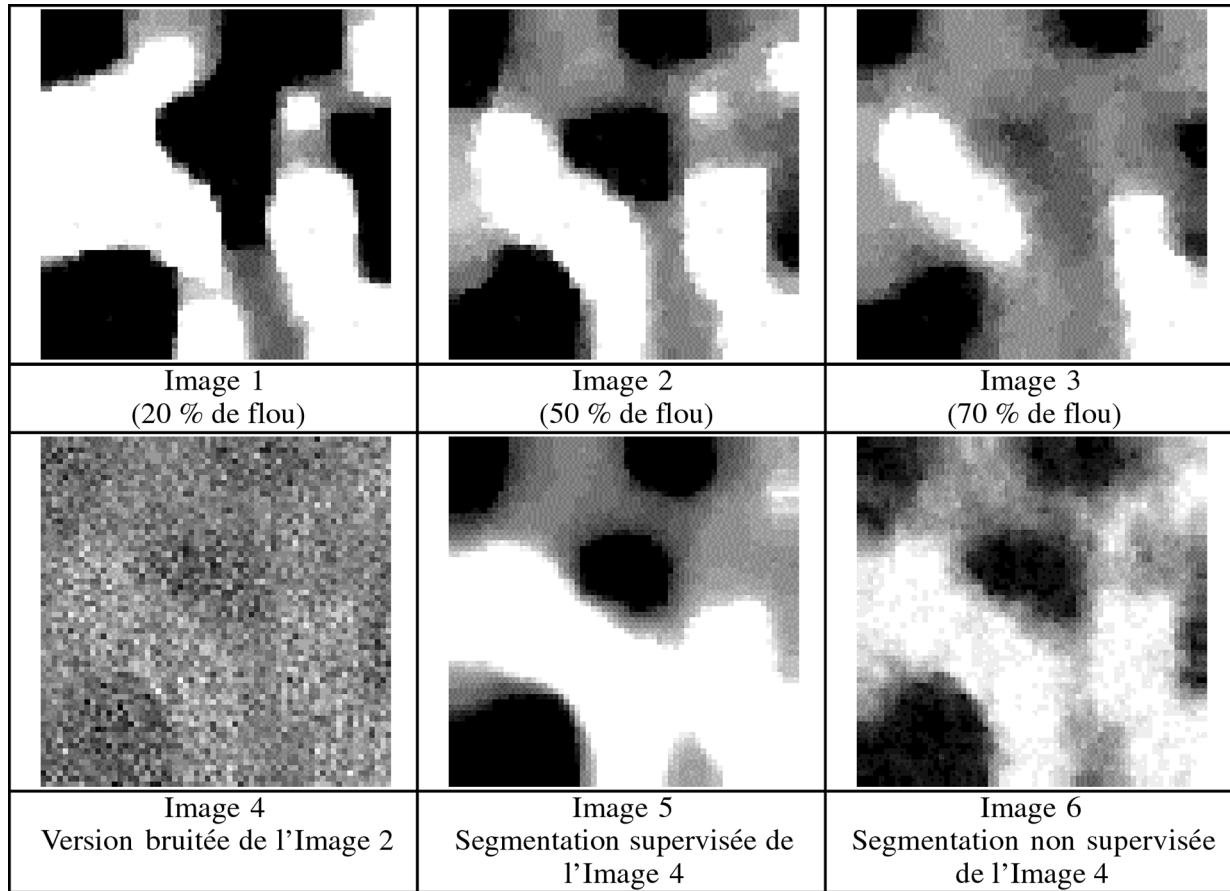 Image 1
(20 % de flou)
Image 2
(50 % de flou)
Image 3
(70 % de flou)
Image 4
Version bruitée de l'Image 2
Image 5
Segmentation supervisée de
l'Image 4
Image 6
Segmentation non supervisée
de l'Image 4